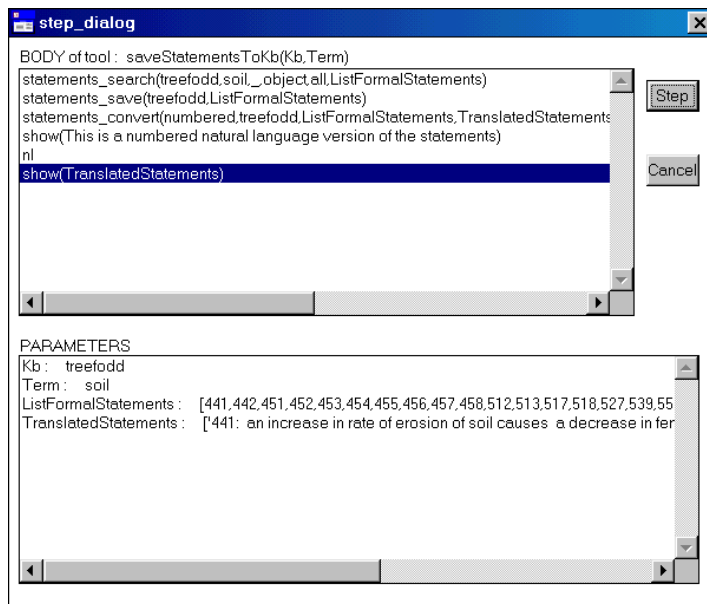 step_dialog
BODY of tool : saveStatementsToKb(Kb,Term)
statements_search(treefodd,soil,_,object,all,ListFormalStatements)
statements_save(treefodd,ListFormalStatements)
statements_convert(numbered,treefodd,ListFormalStatements,TranslatedStatements
show(This is a numbered natural language version of the statements)
nl
show(TranslatedStatements)
Step
Cancel
PARAMETERS
Kb : treefodd
Term : soil
ListFormalStatements : [441,442,451,452,453,454,455,456,457,458,512,513,517,518,527,539,55
TranslatedStatements : ['441: an increase in rate of erosion of soil causes a decrease in fer